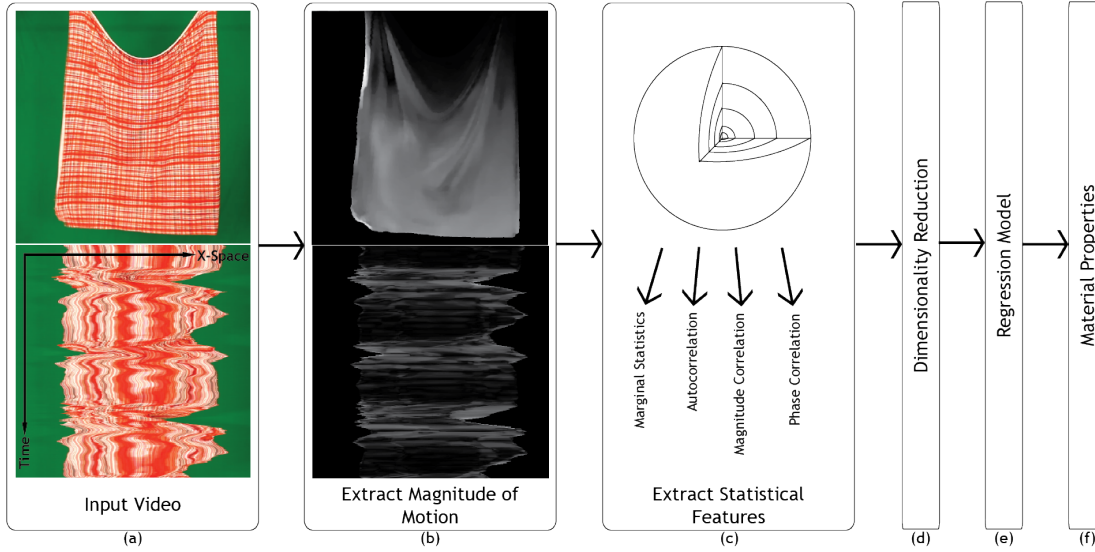 X-Space
Time
Input Video
(a)
Extract Magnitude of
Motion
(b)
Marginal Statistics
Autocorrelation
Magnitude Correlation
Phase Correlation
Extract Statistical
Features
(c)
Dimensionality Reduction
(d)
Regression Model
(e)
Material Properties
(f)